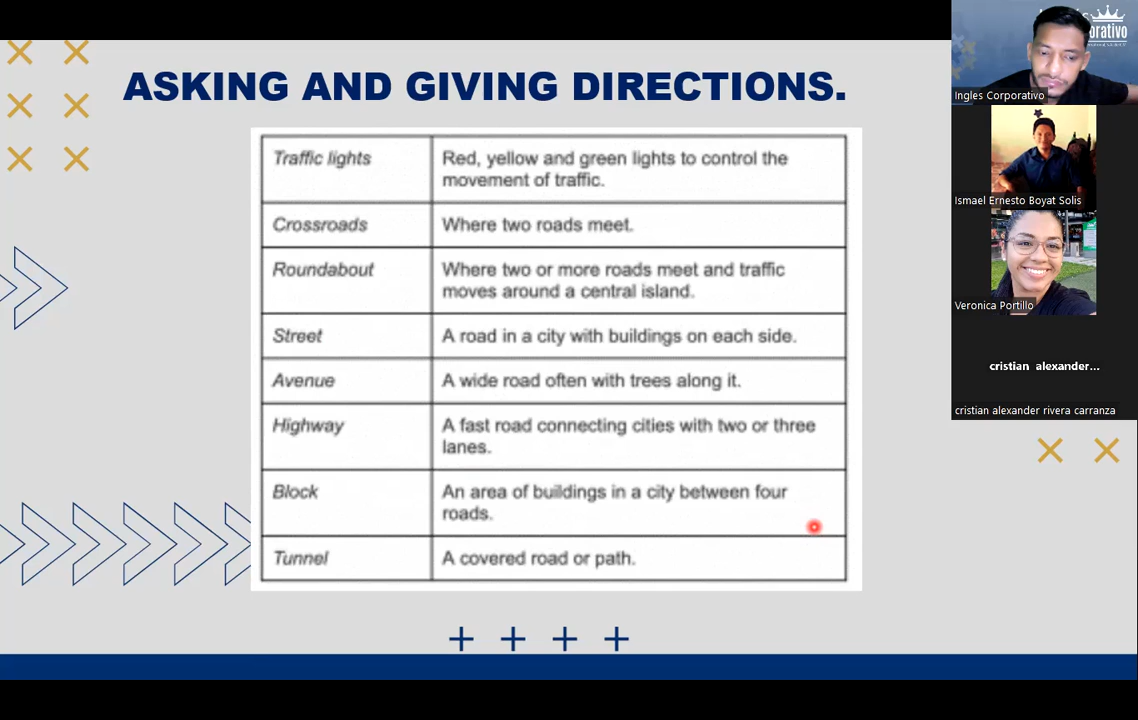 ASKING AND GIVING DIRECTIONS.
Traffic lights
Red, yellow and green lights to control the
movement of traffic.
Crossroads
Where two roads meet.
Roundabout
Where two or more roads meet and traffic
moves around a central island.
Street
A road in a city with buildings on each side.
Avenue
A wide road often with trees along it.
Highway
A fast road connecting cities with two or three
lanes.
Block
An area of buildings in a city between four
roads.
Tunnel
A covered road or path.
Ingles Corporativo
Ismael Ernesto Boyat Solis
Veronica Portillo
cristian alexander...
cristian alexander rivera carranza